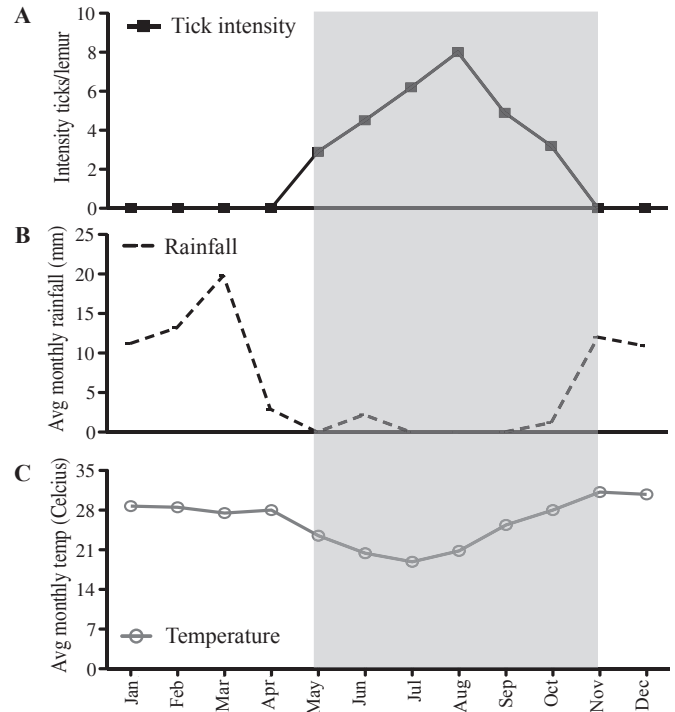 A
Tick intensity
Intensity ticks/lemur
10
8
6
4
2
0
B
Rainfall
Avg monthly rainfall (mm)
25
20
15
10
5
0
C
Avg monthly temp (Celcius)
35
28
21
14
7
0
Temperature
Jan
Feb
Mar
Apr
May
Jun
Jul
Aug
Sep
Oct
Nov
Dec